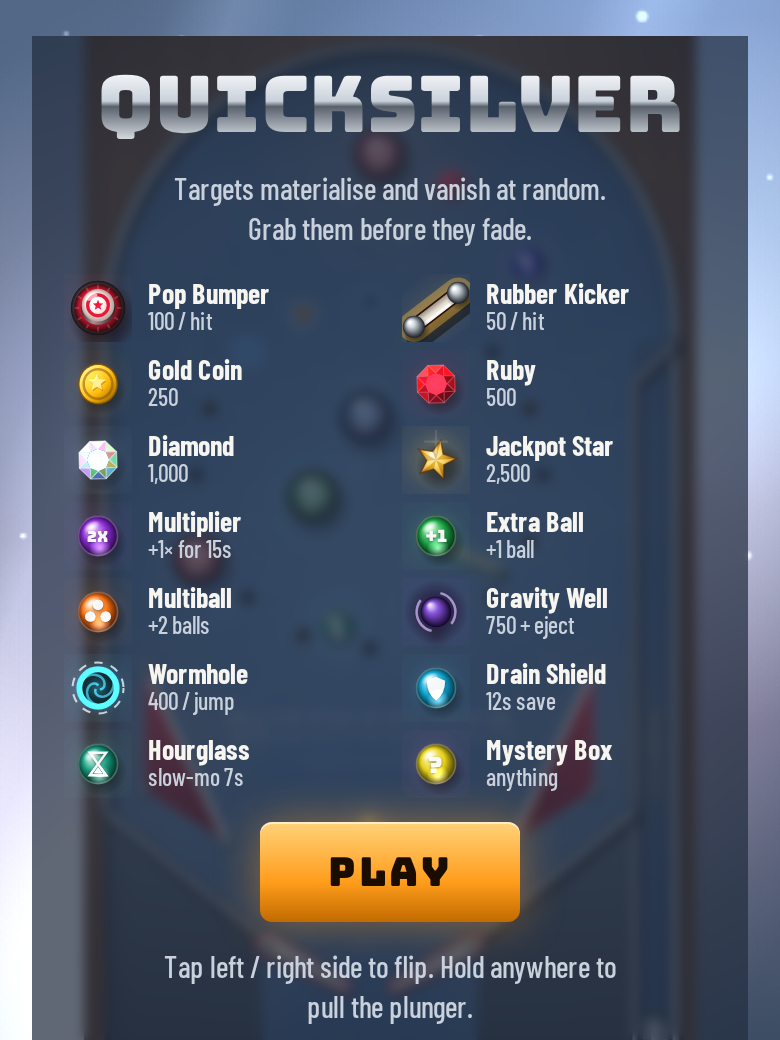 QUICKSILVER
Targets materialise and vanish at random.
Grab them before they fade.
Pop Bumper
100 / hit
Rubber Kicker
50 / hit
Gold Coin
250
Ruby
500
Diamond
1,000
Jackpot Star
2,500
2X
Multiplier
+1× for 15s
+1
Extra Ball
+1 ball
Multiball
+2 balls
Gravity Well
750 + eject
Wormhole
400 / jump
Drain Shield
12s save
Hourglass
slow-mo 7s
?
Mystery Box
anything
PLAY
Tap left / right side to flip. Hold anywhere to
pull the plunger.